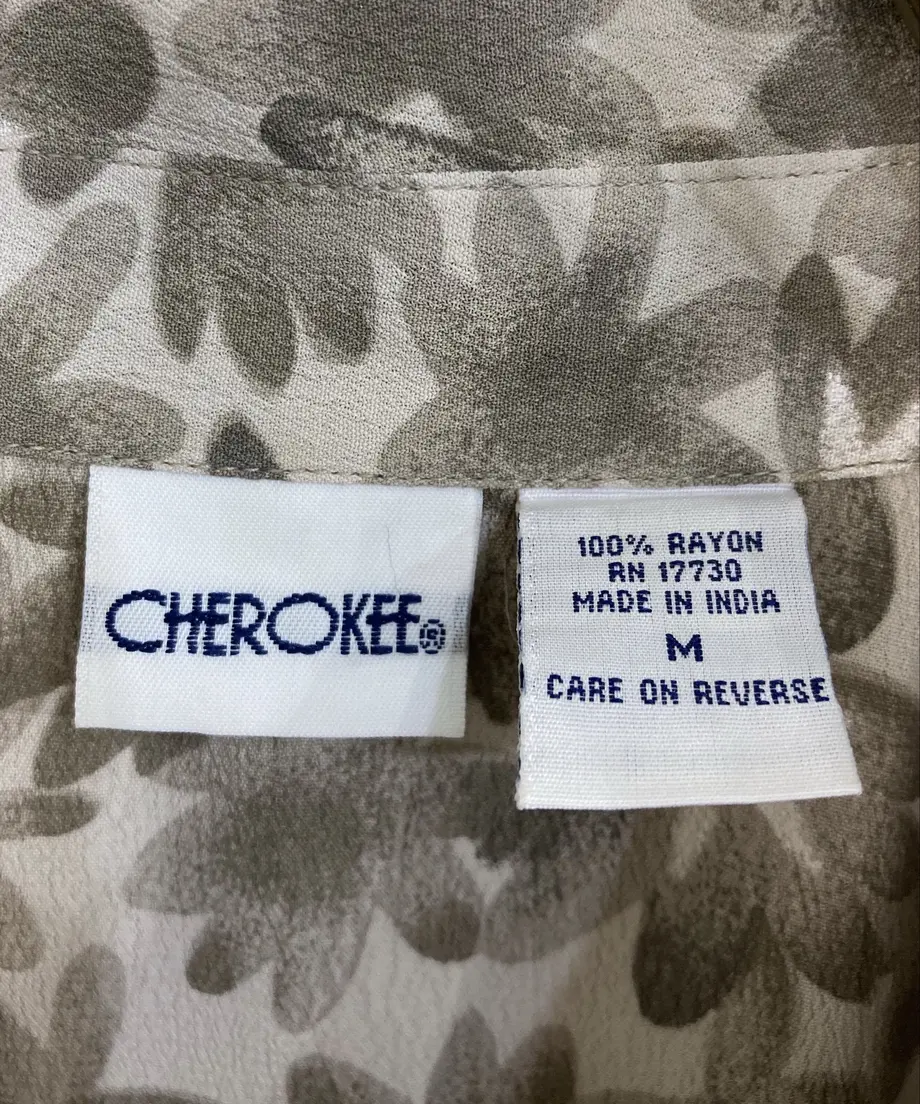 CHEROKEE®
100% RAYON
RN 17730
MADE IN INDIA
M
CARE ON REVERSE